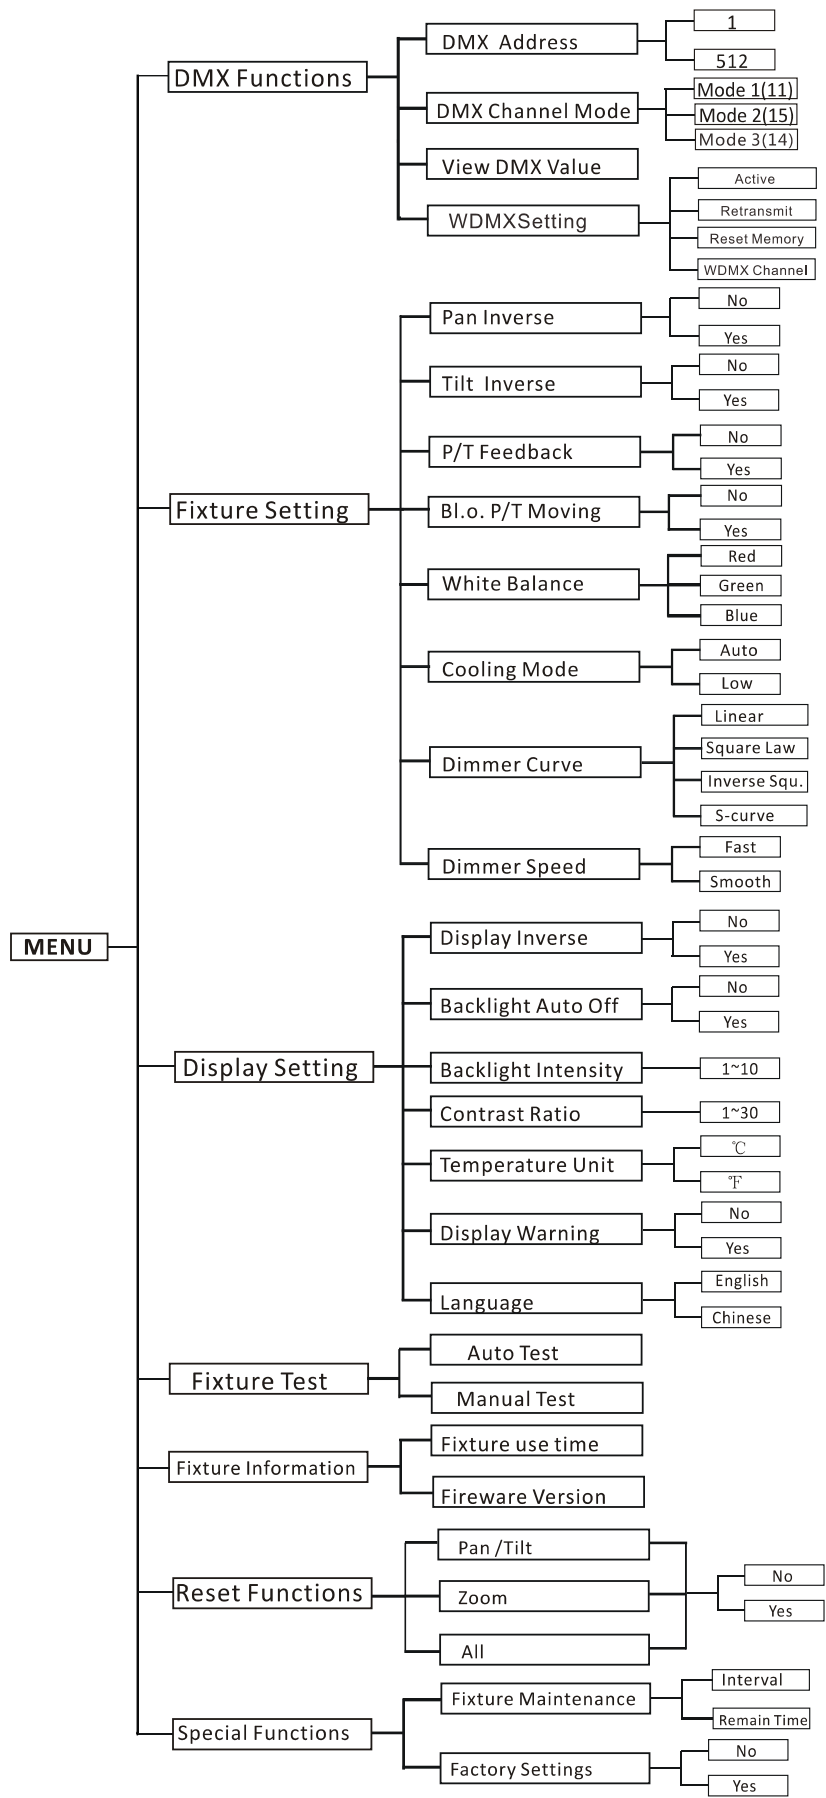 MENU
DMX Functions
DMX Address
1
512
DMX Channel Mode
Mode 1(11)
Mode 2(15)
Mode 3(14)
View DMX Value
WDMXSetting
Active
Retransmit
Reset Memory
WDMX Channel
Fixture Setting
Pan Inverse
No
Yes
Tilt Inverse
No
Yes
P/T Feedback
No
Yes
Bl.o. P/T Moving
No
Yes
White Balance
Red
Green
Blue
Cooling Mode
Auto
Low
Dimmer Curve
Linear
Square Law
Inverse Squ.
S-curve
Dimmer Speed
Fast
Smooth
Display Setting
Display Inverse
No
Yes
Backlight Auto Off
No
Yes
Backlight Intensity
1~10
Contrast Ratio
1~30
Temperature Unit
℃
℉
Display Warning
No
Yes
Language
English
Chinese
Fixture Test
Auto Test
Manual Test
Fixture Information
Fixture use time
Fireware Version
Reset Functions
Pan /Tilt
Zoom
All
No
Yes
Special Functions
Fixture Maintenance
Interval
Remain Time
Factory Settings
No
Yes